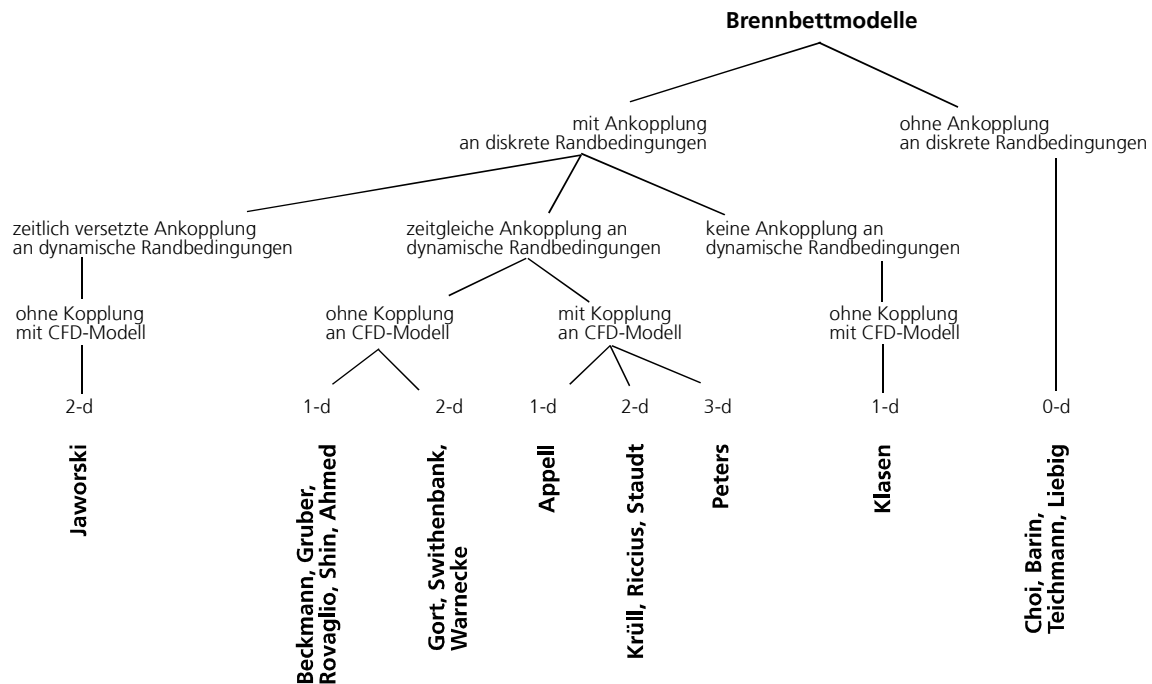 Brennbettmodelle
mit Ankopplung
an diskrete Randbedingungen
ohne Ankopplung
an diskrete Randbedingungen
zeitlich versetzte Ankopplung
an dynamische Randbedingungen
zeitgleiche Ankopplung an
dynamische Randbedingungen
keine Ankopplung an
dynamische Randbedingungen
ohne Kopplung
mit CFD-Modell
ohne Kopplung
an CFD-Modell
mit Kopplung
an CFD-Modell
ohne Kopplung
mit CFD-Modell
2-d
1-d
2-d
1-d
2-d
3-d
1-d
0-d
Jaworski
Beckmann, Gruber,
Rovaglio, Shin, Ahmed
Gort, Swithenbank,
Warnecke
Appell
Krüll, Riccius, Staudt
Peters
Klasen
Choi, Barin,
Teichmann, Liebig